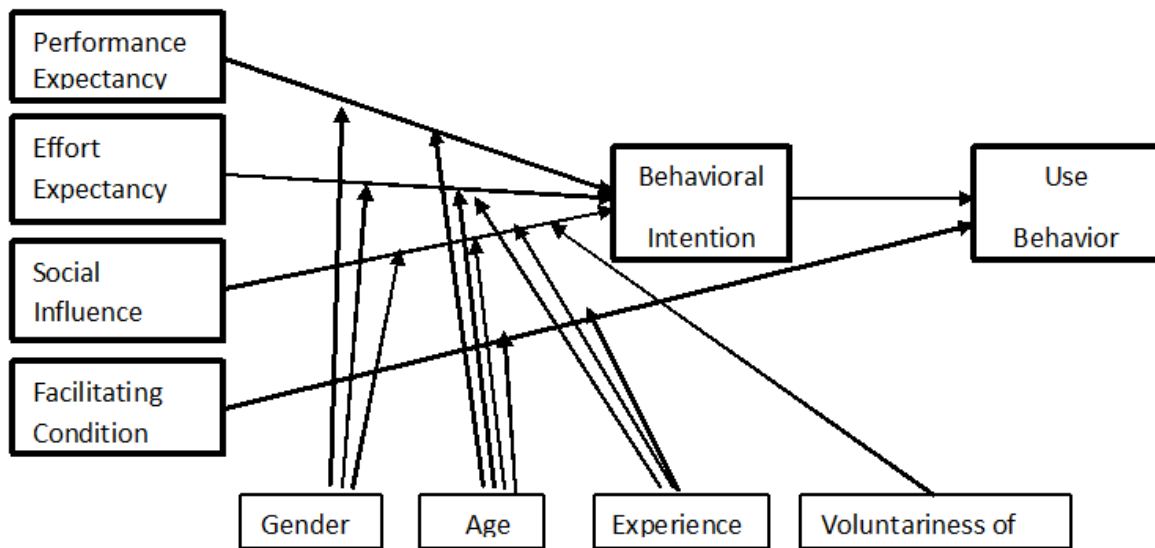 Performance
Expectancy
Effort
Expectancy
Behavioral
Intention
Use
Behavior
Social
Influence
Facilitating
Condition
Gender
Age
Experience
Voluntariness of